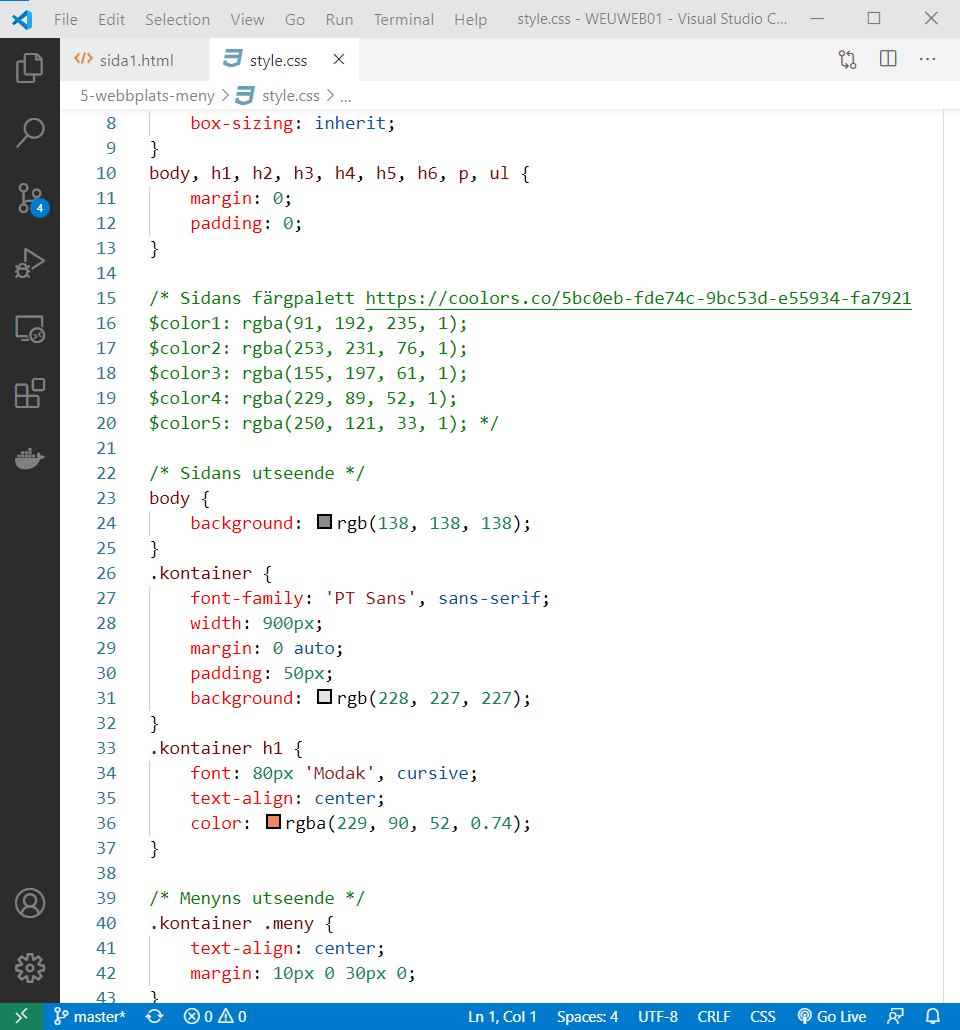 File Edit Selection View Go Run Terminal Help style.css - WEUWEB01 - Visual Studio C...
sida1.html style.css
5-webbplats-meny > style.css > ...
8 box-sizing: inherit;
9 }
10 body, h1, h2, h3, h4, h5, h6, p, ul {
11 margin: 0;
12 padding: 0;
13 }
14
15 /* Sidans färgpalett https://coolors.co/5bc0eb-fde74c-9bc53d-e55934-fa7921
16 $color1: rgba(91, 192, 235, 1);
17 $color2: rgba(253, 231, 76, 1);
18 $color3: rgba(155, 197, 61, 1);
19 $color4: rgba(229, 89, 52, 1);
20 $color5: rgba(250, 121, 33, 1); */
21
22 /* Sidans utseende */
23 body {
24 background: rgb(138, 138, 138);
25 }
26 .kontainer {
27 font-family: 'PT Sans', sans-serif;
28 width: 900px;
29 margin: 0 auto;
30 padding: 50px;
31 background: rgb(228, 227, 227);
32 }
33 .kontainer h1 {
34 font: 80px 'Modak', cursive;
35 text-align: center;
36 color: rgba(229, 90, 52, 0.74);
37 }
38
39 /* Menyns utseende */
40 .kontainer .meny {
41 text-align: center;
42 margin: 10px 0 30px 0;
43 }
4
master* 0 0 Ln 1, Col 1 Spaces: 4 UTF-8 CRLF CSS Go Live